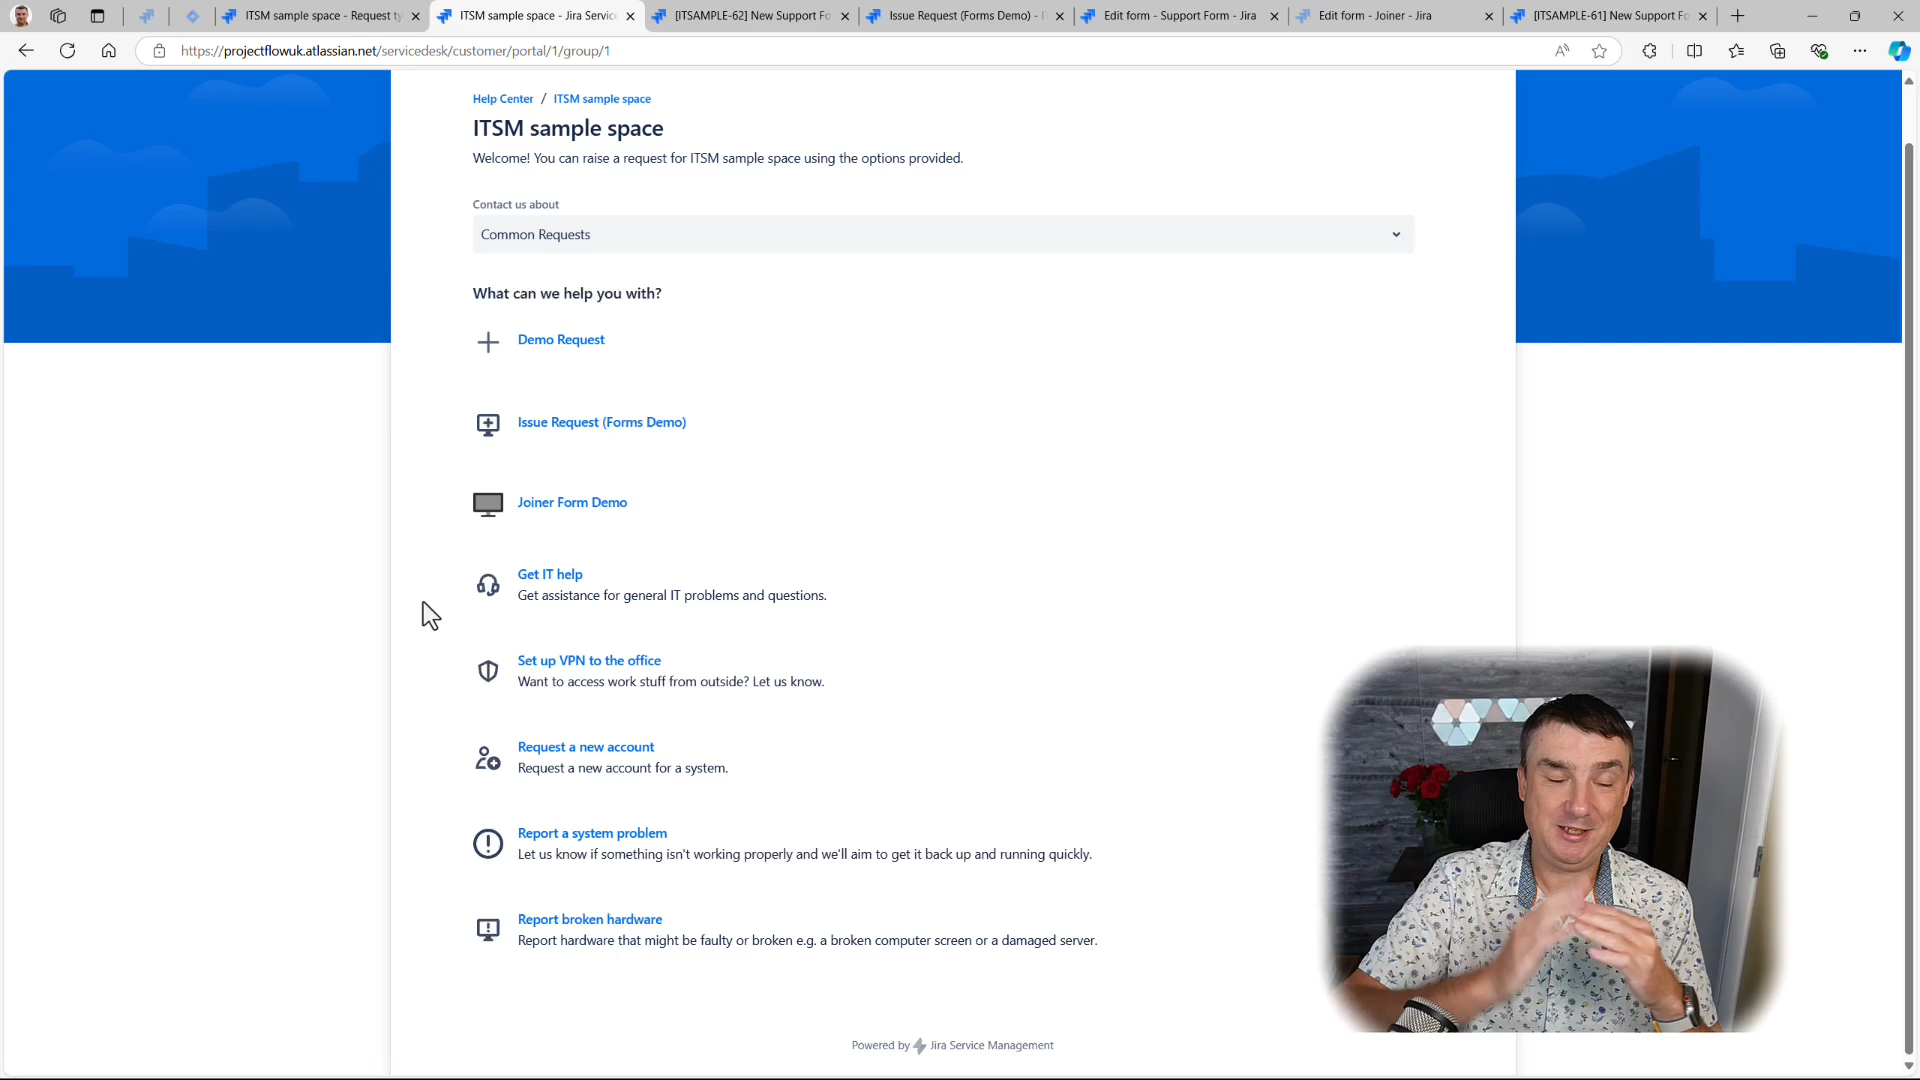 ITSM sample space - Request ty
ITSM sample space - Jira Service
[ITSAMPLE-62] New Support Fo
Issue Request (Forms Demo) -
Edit form - Support Form - Jira
Edit form - Joiner - Jira
[ITSAMPLE-61] New Support Fo
https://projectflowuk.atlassian.net/servicedesk/customer/portal/1/group/1
Help Center / ITSM sample space
ITSM sample space
Welcome! You can raise a request for ITSM sample space using the options provided.
Contact us about
Common Requests
What can we help you with?
Demo Request
Issue Request (Forms Demo)
Joiner Form Demo
Get IT help
Get assistance for general IT problems and questions.
Set up VPN to the office
Want to access work stuff from outside? Let us know.
Request a new account
Request a new account for a system.
Report a system problem
Let us know if something isn't working properly and we'll aim to get it back up and running quickly.
Report broken hardware
Report hardware that might be faulty or broken e.g. a broken computer screen or a damaged server.
Powered by Jira Service Management